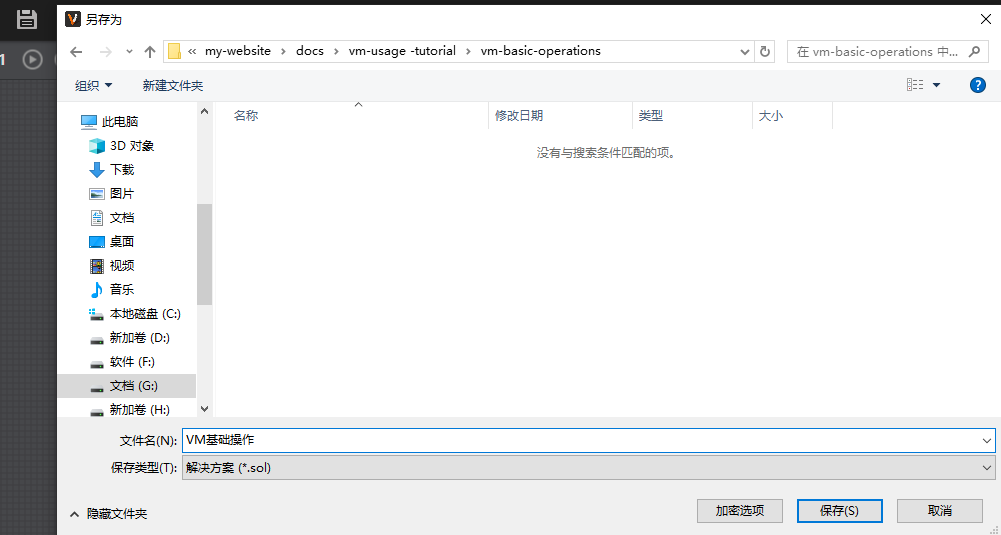 另存为
« my-website › docs › vm-usage -tutorial › vm-basic-operations
在 vm-basic-operations 中...
1
组织 新建文件夹
?
名称 修改日期 类型 大小
没有与搜索条件匹配的项。
此电脑
3D 对象
下载
图片
文档
桌面
视频
音乐
本地磁盘 (C:)
新加卷 (D:)
软件 (F:)
文档 (G:)
新加卷 (H:)
文件名(N): VM基础操作
保存类型(T): 解决方案 (*.sol)
隐藏文件夹 加密选项 保存(S) 取消